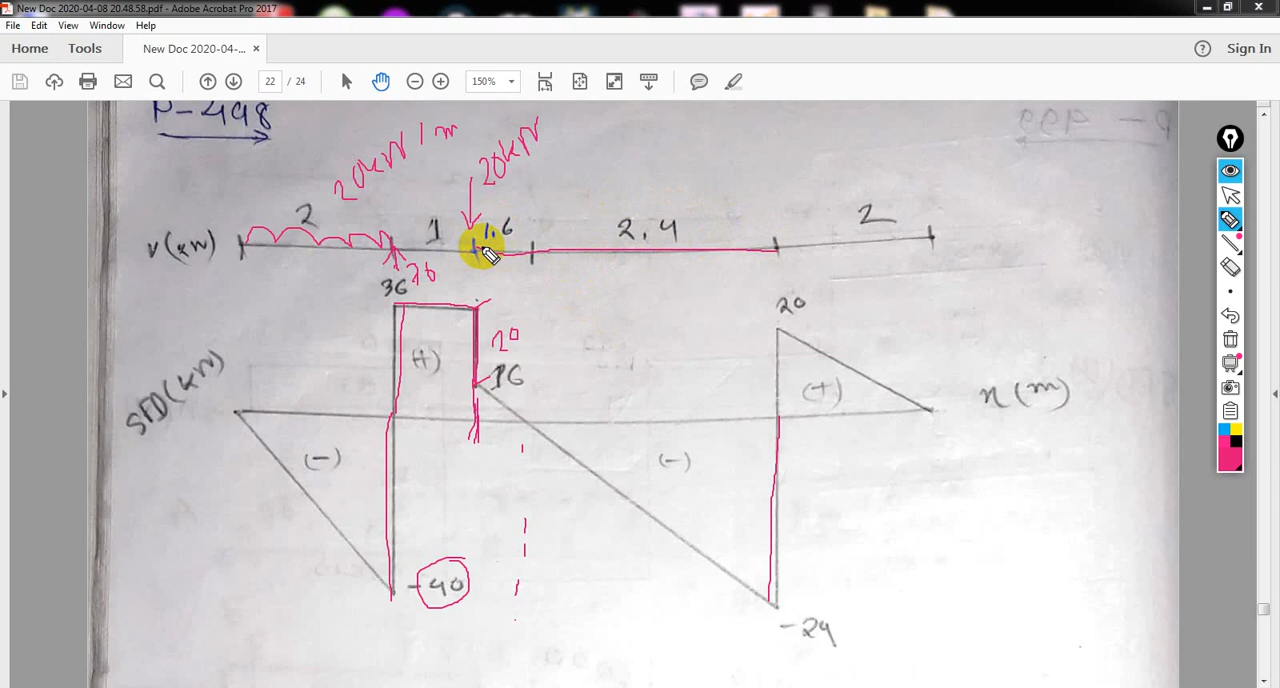 New Doc 2020-04-08 20.48.58.pdf - Adobe Acrobat Pro 2017
File Edit View Window Help
Home Tools New Doc 2020-04-... × Sign In
22 / 24 150%
P-498
20kN/m
20kN
2 1 1.6 2.4 2
V(kN)
36 36
20
20
16
(+)
(+)
SFD(kN)
x(m)
(-)
(-)
-40
-24